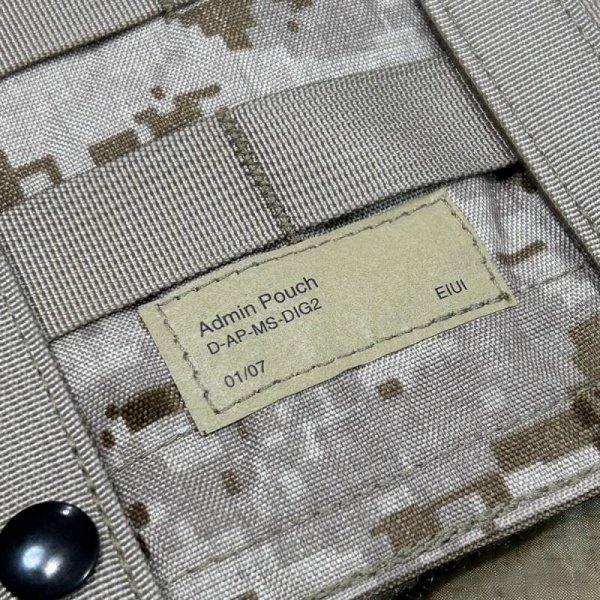 Admin Pouch
D-AP-MS-DIG2
01/07
EIUI